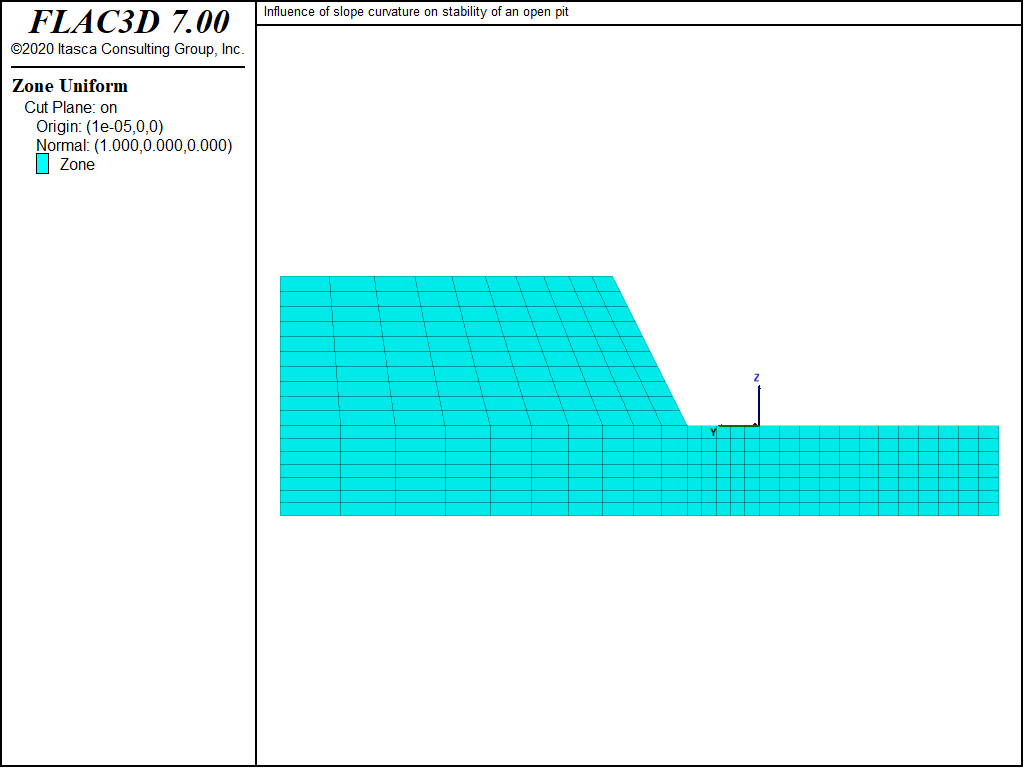 FLAC3D 7.00
©2020 Itasca Consulting Group, Inc.
Zone Uniform
Cut Plane: on
Origin: (1e-05,0,0)
Normal: (1.000,0.000,0.000)
Zone
Influence of slope curvature on stability of an open pit
Z
Y